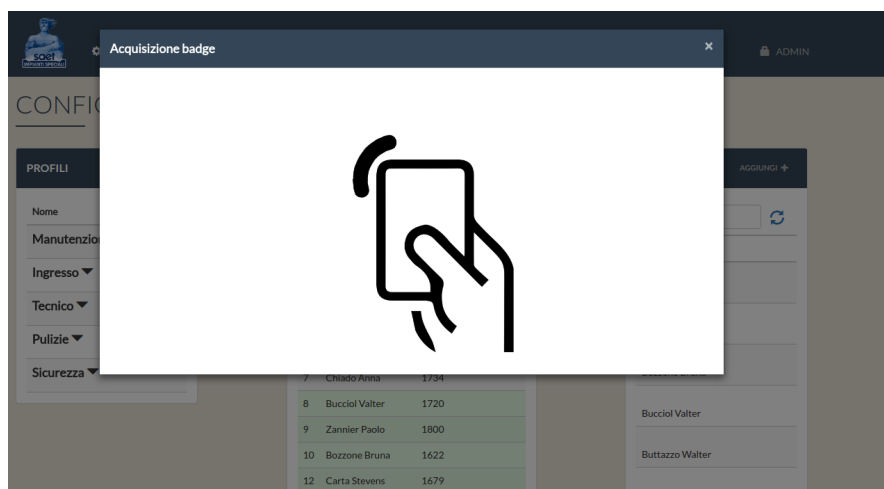 saet
IMPIANTI SPECIALI
Acquisizione badge
×
ADMIN
CONFIG
PROFILI
AGGIUNGI +
Nome
Manutenzio
Ingresso
Tecnico
Pulizie
Sicurezza
7 Chiado Anna 1734
8 Bucciol Valter 1720
9 Zannier Paolo 1800
10 Bozzone Bruna 1622
12 Carta Stevens 1679
Bucciol Valter
Buttazzo Walter